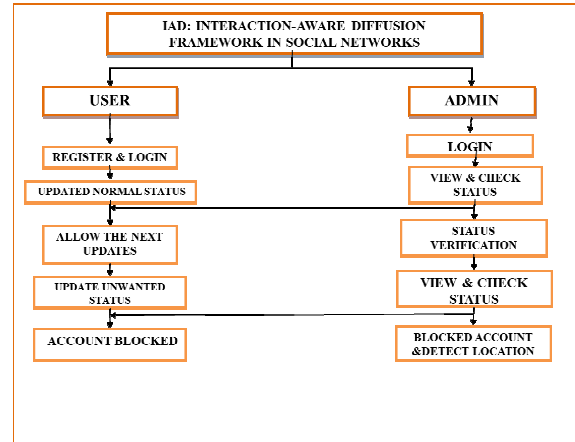 IAD: INTERACTION-AWARE DIFFUSION
FRAMEWORK IN SOCIAL NETWORKS
USER
ADMIN
REGISTER & LOGIN
LOGIN
UPDATED NORMAL STATUS
VIEW & CHECK
STATUS
ALLOW THE NEXT
UPDATES
STATUS
VERIFICATION
UPDATE UNWANTED
STATUS
VIEW & CHECK
STATUS
ACCOUNT BLOCKED
BLOCKED ACCOUNT
&DETECT LOCATION